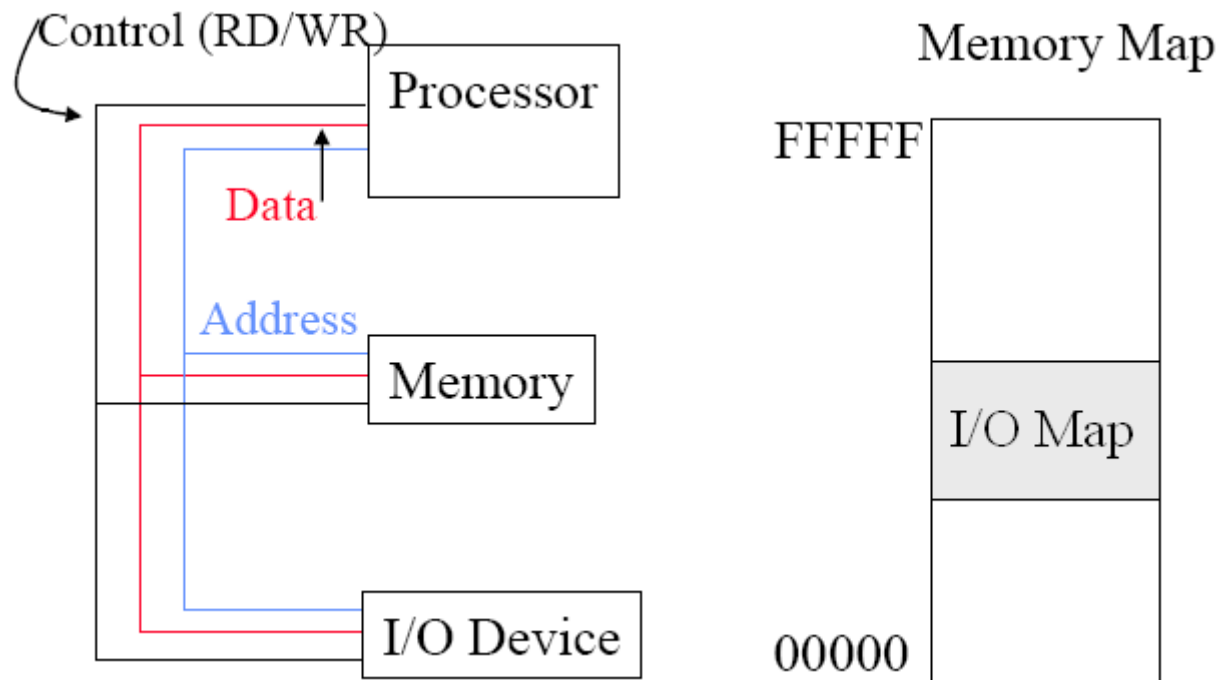 Control (RD/WR)
Memory Map
Processor
FFFFF
Data
Address
Memory
I/O Map
I/O Device
00000